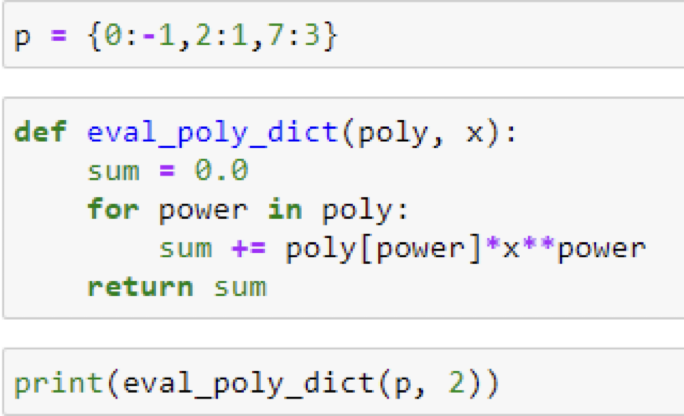 p = {0:-1,2:1,7:3}
def eval_poly_dict(poly, x):
    sum = 0.0
    for power in poly:
        sum += poly[power]*x**power
    return sum
print(eval_poly_dict(p, 2))